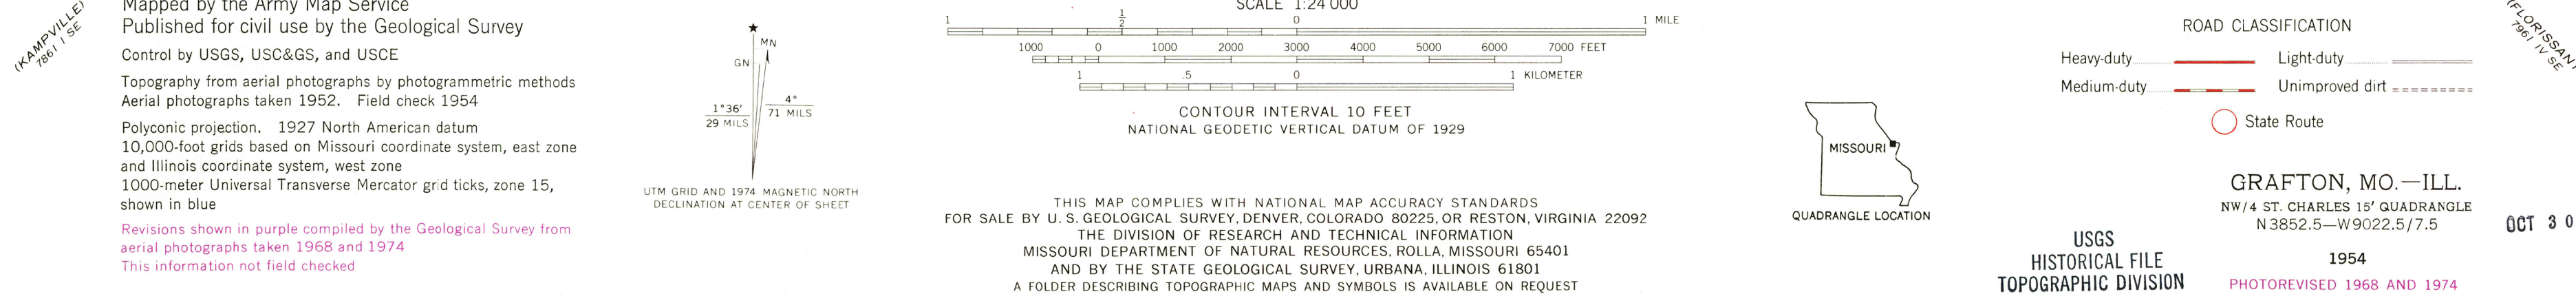 (KAMPVILLE)
7861 I SE
Mapped by the Army Map Service
Published for civil use by the Geological Survey
Control by USGS, USC&GS, and USCE
Topography from aerial photographs by photogrammetric methods
Aerial photographs taken 1952. Field check 1954
Polyconic projection. 1927 North American datum
10,000-foot grids based on Missouri coordinate system, east zone
and Illinois coordinate system, west zone
1000-meter Universal Transverse Mercator grid ticks, zone 15,
shown in blue
Revisions shown in purple compiled by the Geological Survey from
aerial photographs taken 1968 and 1974
This information not field checked
MN
GN
1°36′
29 MILS
4°
71 MILS
UTM GRID AND 1974 MAGNETIC NORTH
DECLINATION AT CENTER OF SHEET
SCALE 1:24 000
1 1/2 0 1 MILE
1000 0 1000 2000 3000 4000 5000 6000 7000 FEET
1 .5 0 1 KILOMETER
CONTOUR INTERVAL 10 FEET
NATIONAL GEODETIC VERTICAL DATUM OF 1929
THIS MAP COMPLIES WITH NATIONAL MAP ACCURACY STANDARDS
FOR SALE BY U. S. GEOLOGICAL SURVEY, DENVER, COLORADO 80225, OR RESTON, VIRGINIA 22092
THE DIVISION OF RESEARCH AND TECHNICAL INFORMATION
MISSOURI DEPARTMENT OF NATURAL RESOURCES, ROLLA, MISSOURI 65401
AND BY THE STATE GEOLOGICAL SURVEY, URBANA, ILLINOIS 61801
A FOLDER DESCRIBING TOPOGRAPHIC MAPS AND SYMBOLS IS AVAILABLE ON REQUEST
MISSOURI
QUADRANGLE LOCATION
ROAD CLASSIFICATION
Heavy-duty Light-duty
Medium-duty Unimproved dirt
State Route
USGS
HISTORICAL FILE
TOPOGRAPHIC DIVISION
GRAFTON, MO.—ILL.
NW/4 ST. CHARLES 15′ QUADRANGLE
N3852.5—W9022.5/7.5
1954
PHOTOREVISED 1968 AND 1974
(FLORISSAN
7961 IV SE
OCT 30